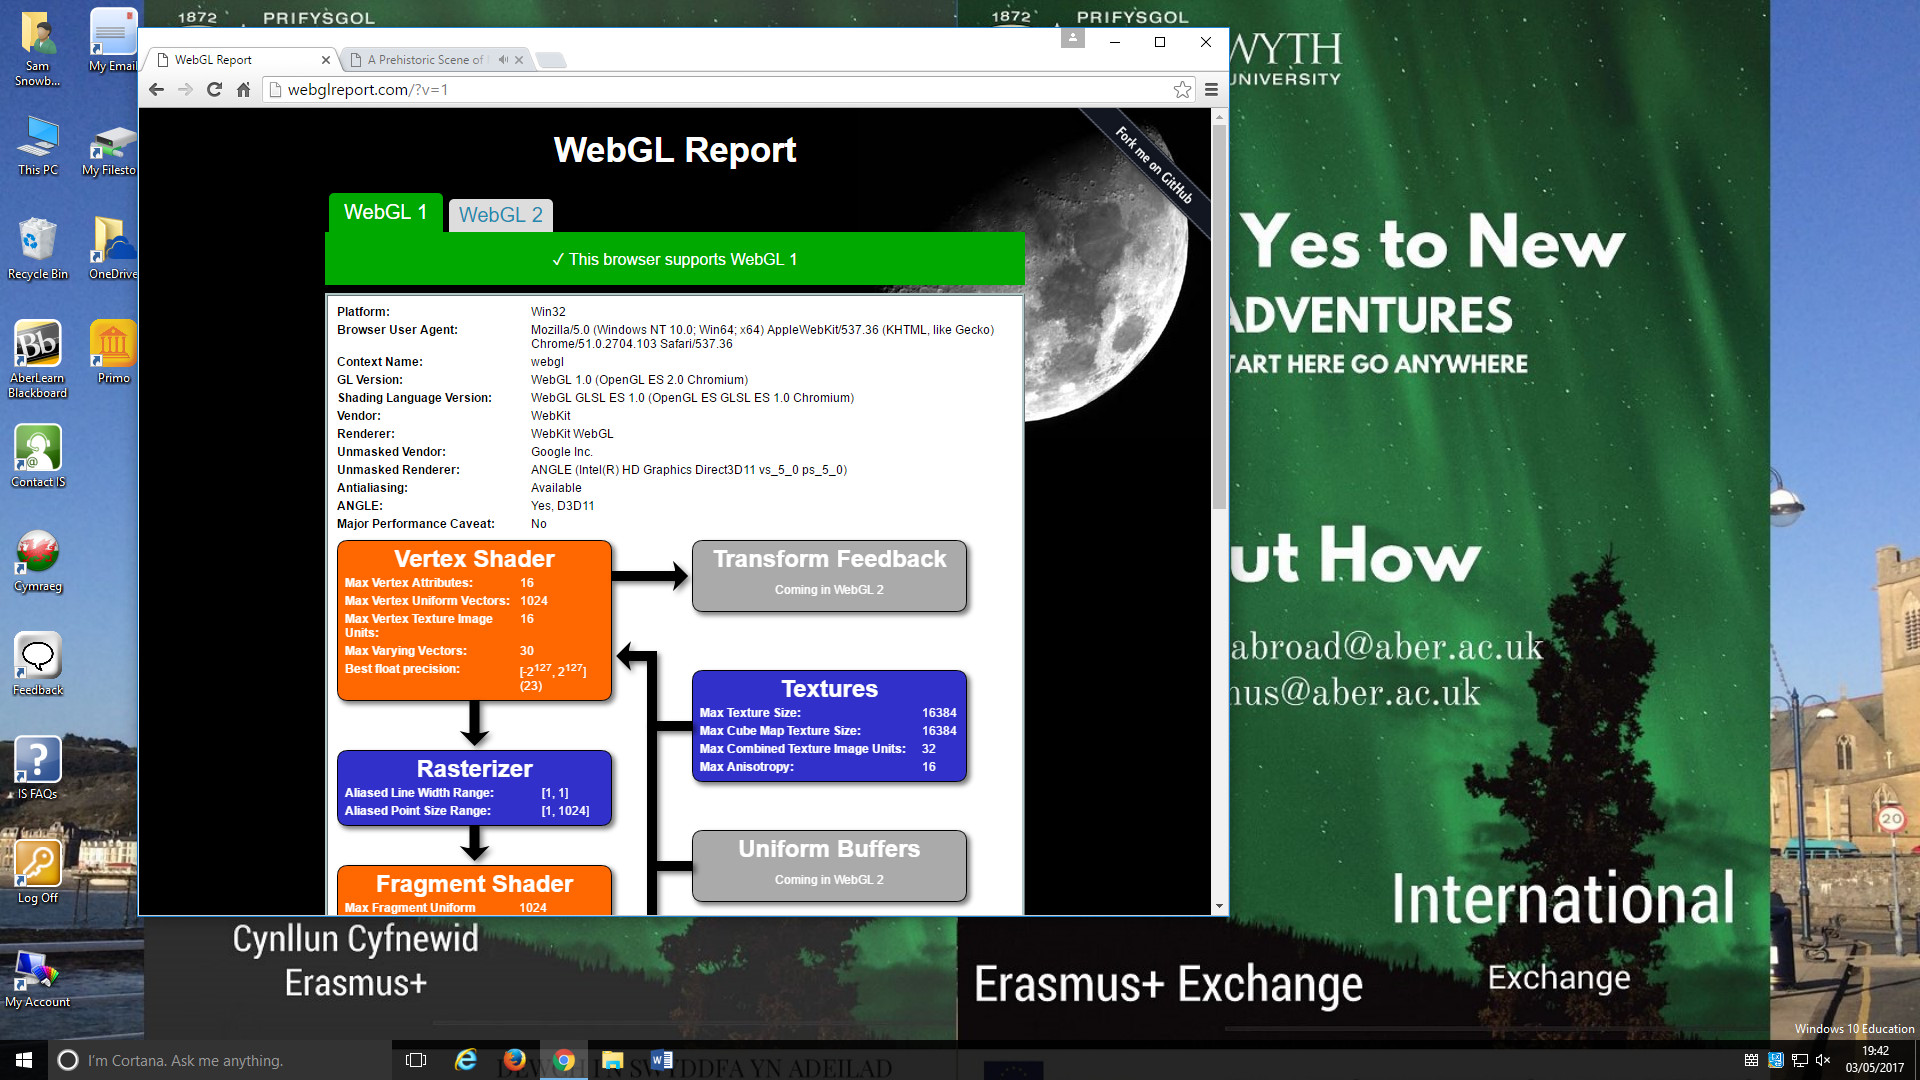 1872 PRIFYSGOL
1872 PRIFYSGOL
WYTH
UNIVERSITY
Sam
Snowb...
My Email
This PC
My Filesto
Recycle Bin
OneDrive
AberLearn
Blackboard
Primo
Contact IS
Cymraeg
Feedback
IS FAQs
Log Off
My Account
WebGL Report
A Prehistoric Scene of
webglreport.com/?v=1
WebGL Report
Fork me on GitHub
WebGL 1
WebGL 2
✓ This browser supports WebGL 1
Platform: Win32
Browser User Agent: Mozilla/5.0 (Windows NT 10.0; Win64; x64) AppleWebKit/537.36 (KHTML, like Gecko)
Chrome/51.0.2704.103 Safari/537.36
Context Name: webgl
GL Version: WebGL 1.0 (OpenGL ES 2.0 Chromium)
Shading Language Version: WebGL GLSL ES 1.0 (OpenGL ES GLSL ES 1.0 Chromium)
Vendor: WebKit
Renderer: WebKit WebGL
Unmasked Vendor: Google Inc.
Unmasked Renderer: ANGLE (Intel(R) HD Graphics Direct3D11 vs_5_0 ps_5_0)
Antialiasing: Available
ANGLE: Yes, D3D11
Major Performance Caveat: No
Vertex Shader
Max Vertex Attributes: 16
Max Vertex Uniform Vectors: 1024
Max Vertex Texture Image 16
Units:
Max Varying Vectors: 30
Best float precision: [-2^127, 2^127]
(23)
Transform Feedback
Coming in WebGL 2
Textures
Max Texture Size: 16384
Max Cube Map Texture Size: 16384
Max Combined Texture Image Units: 32
Max Anisotropy: 16
Rasterizer
Aliased Line Width Range: [1, 1]
Aliased Point Size Range: [1, 1024]
Uniform Buffers
Coming in WebGL 2
Fragment Shader
Max Fragment Uniform 1024
Yes to New
ADVENTURES
TART HERE GO ANYWHERE
ut How
abroad@aber.ac.uk
nus@aber.ac.uk
20
International
Exchange
Cynllun Cyfnewid
Erasmus+
Erasmus+ Exchange
Windows 10 Education
I'm Cortana. Ask me anything.
DEWCH I'N SWYDDFA YN ADEILAD
19:42
03/05/2017